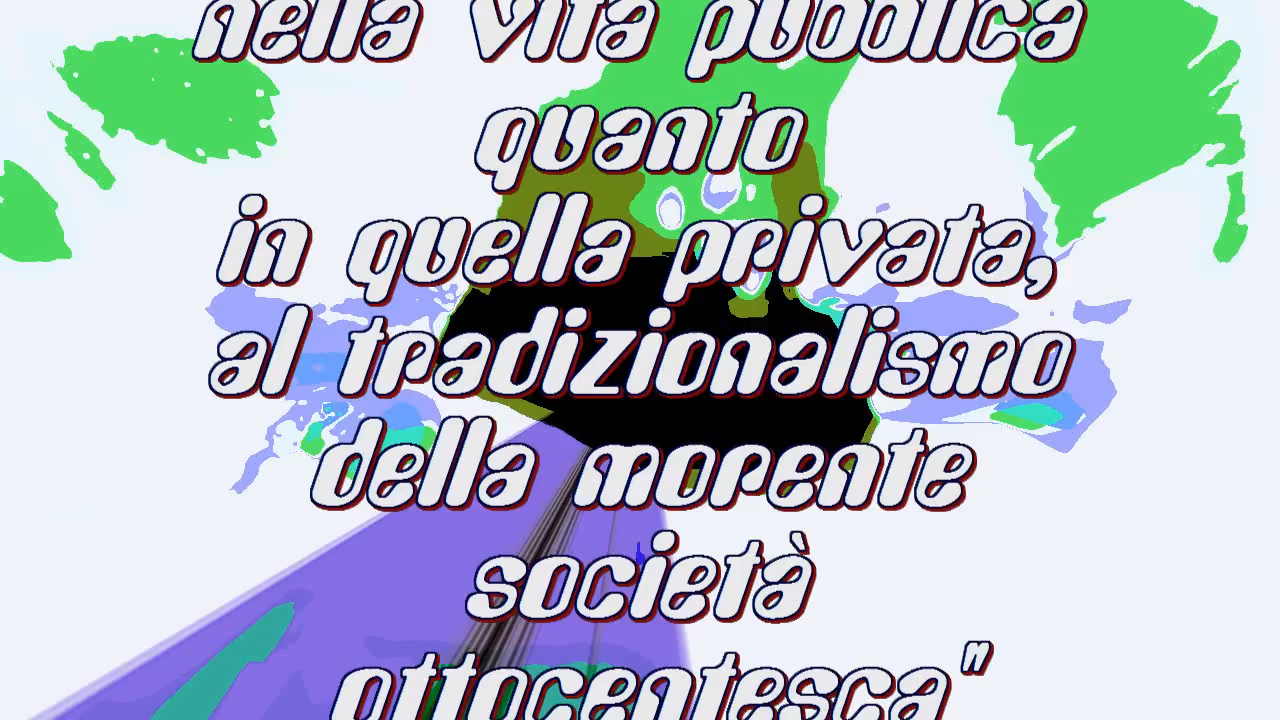 nella vita pubblica
quanto
in quella privata,
al tradizionalismo
della morente
società
ottocentesca"